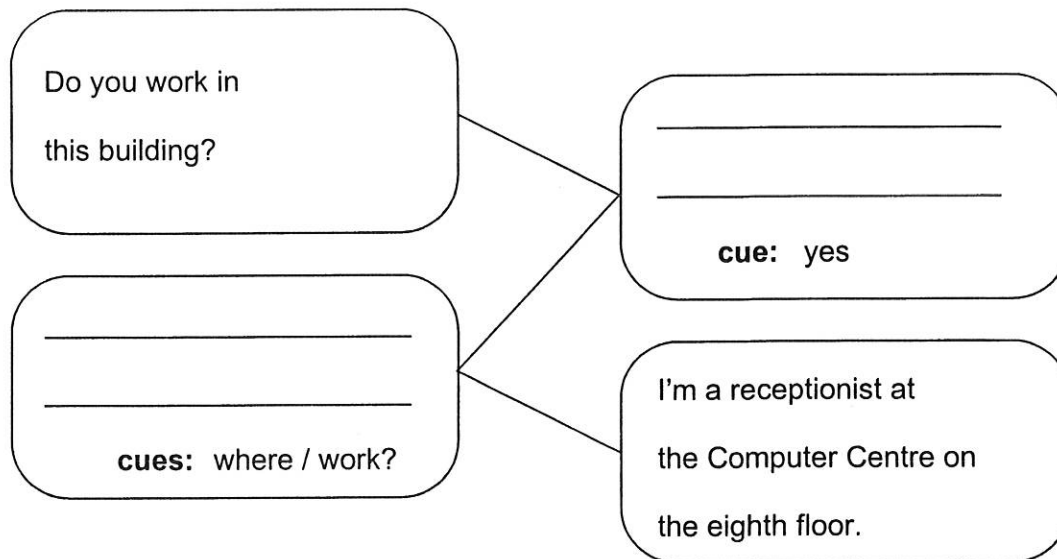 Do you work in
this building?
cue: yes
cues: where / work?
I'm a receptionist at
the Computer Centre on
the eighth floor.